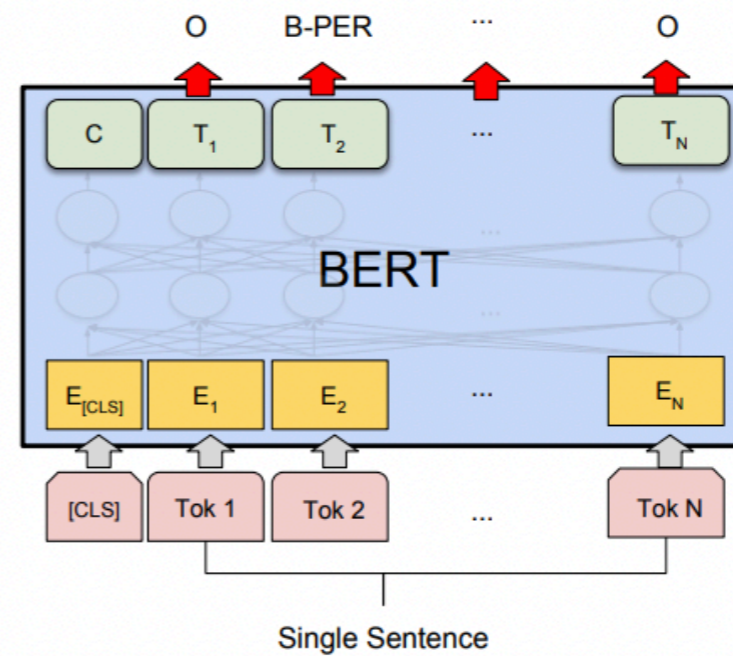 O B-PER ... O
C T1 T2 ... TN
...
BERT
...
E[CLS] E1 E2 ... EN
[CLS] Tok 1 Tok 2 ... Tok N
Single Sentence